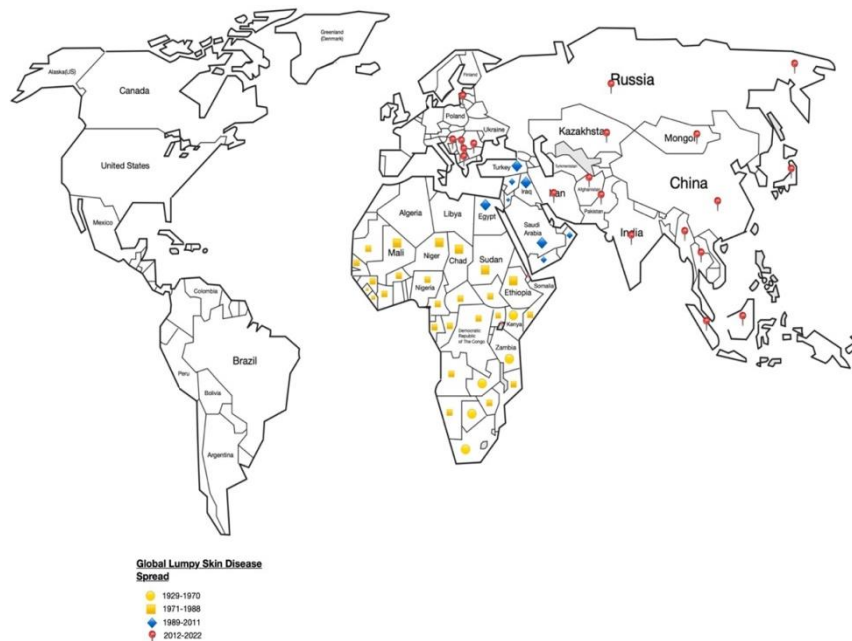 Greenland
(Denmark)
Alaska(US)
Canada
Finland
Russia
Poland
Ukraine
Kazakhstan
Mongol
United States
Turkey
Turkmenistan
China
Iraq
Iran
Afghanistan
Mexico
Algeria
Libya
Egypt
Pakistan
Saudi
Arabia
India
Mali
Niger
Chad
Sudan
Nigeria
Ethiopia
Somalia
Colombia
Kenya
Democratic
Republic
of The Congo
Zambia
Brazil
Peru
Bolivia
Argentina
Global Lumpy Skin Disease
Spread
1929-1970
1971-1988
1989-2011
2012-2022